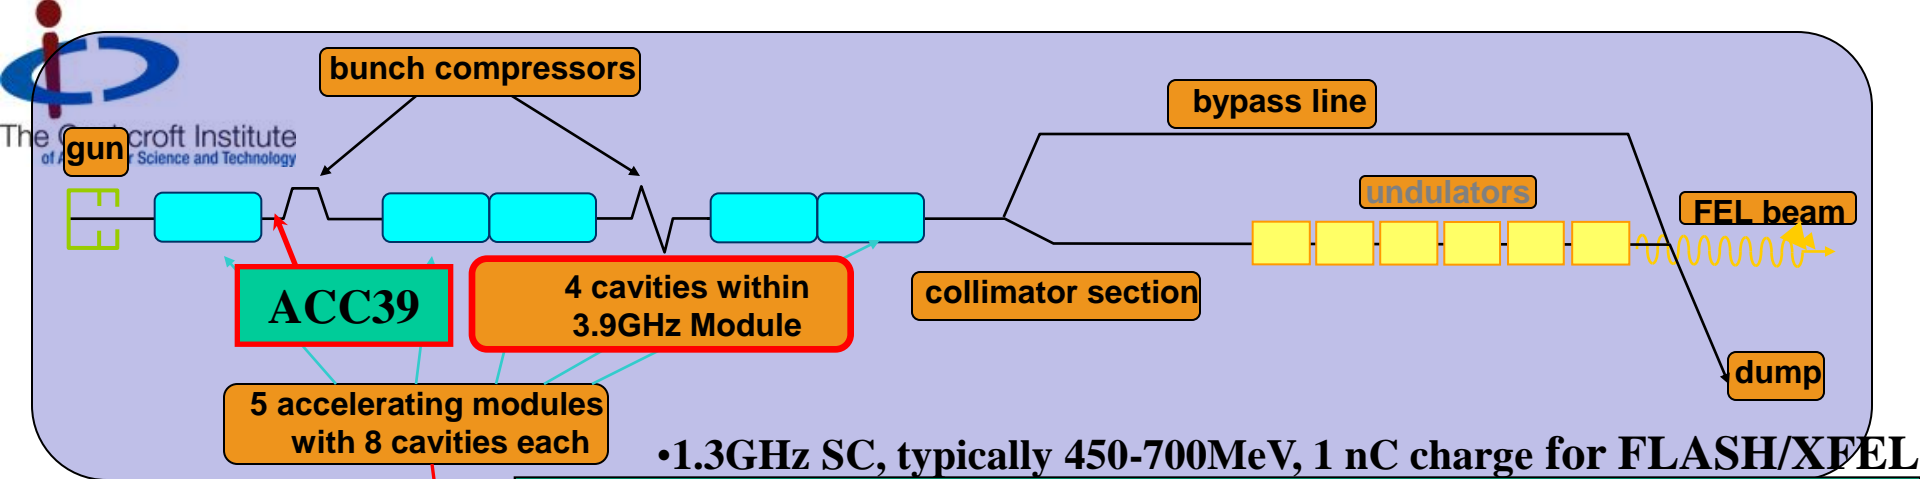 bunch compressors
bypass line
The croft Institute
of Science and Technology
gun
undulators
FEL beam
ACC39
4 cavities within
3.9GHz Module
collimator section
dump
5 accelerating modules
with 8 cavities each
•1.3GHz SC, typically 450-700MeV, 1 nC charge for FLASH/XFEL